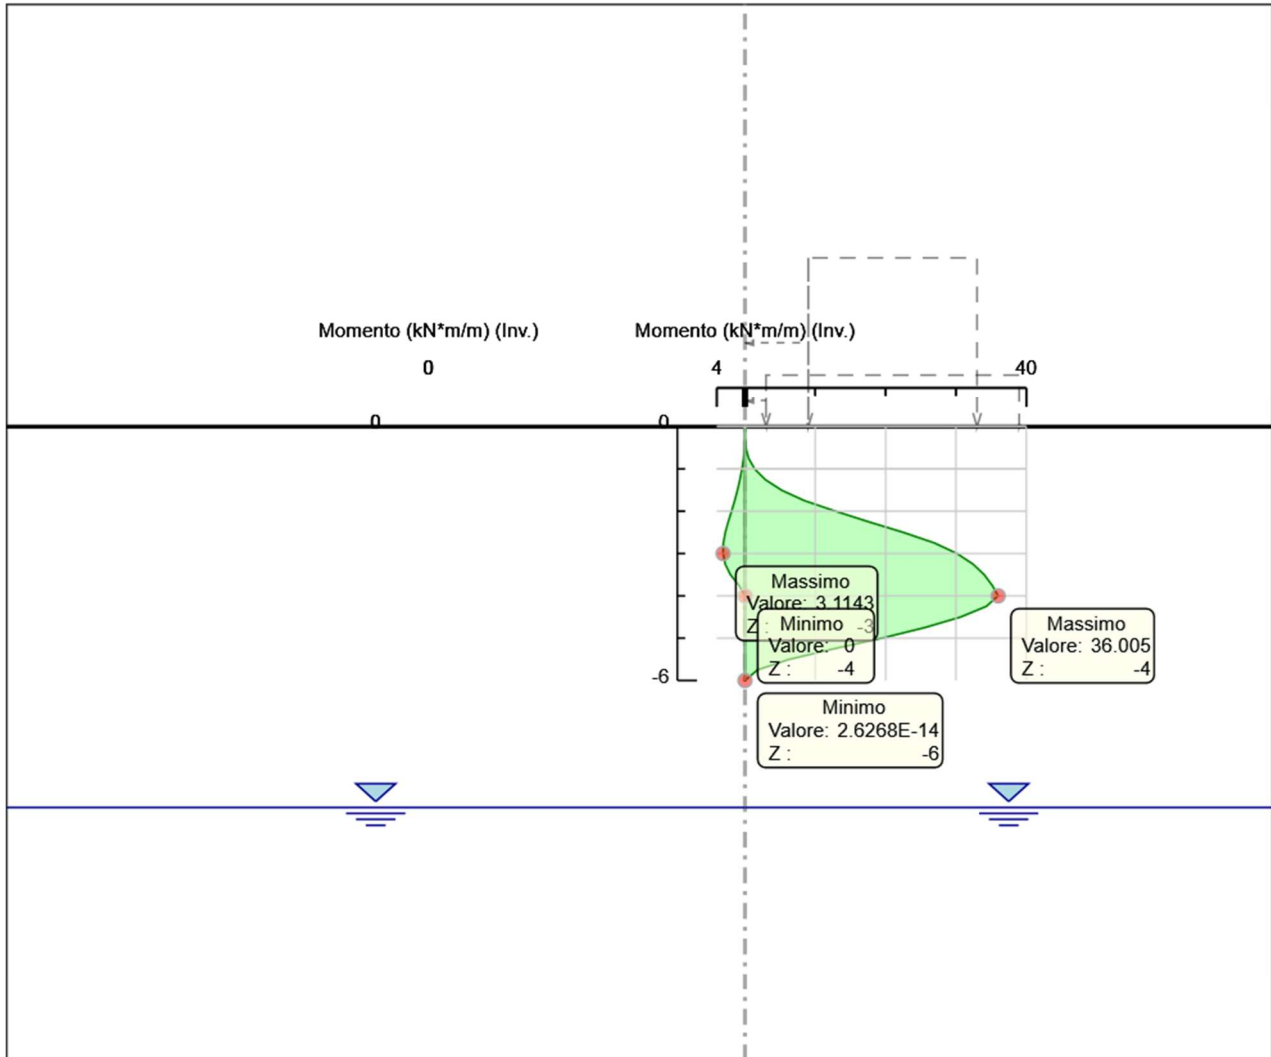 Momento (kN*m/m) (Inv.)
Momento (kN*m/m) (Inv.)
0
4
40
0
0
Massimo
Valore: 3.1143
Z : -3
Minimo
Valore: 0
Z : -4
Massimo
Valore: 36.005
Z : -4
-6
Minimo
Valore: 2.6268E-14
Z : -6